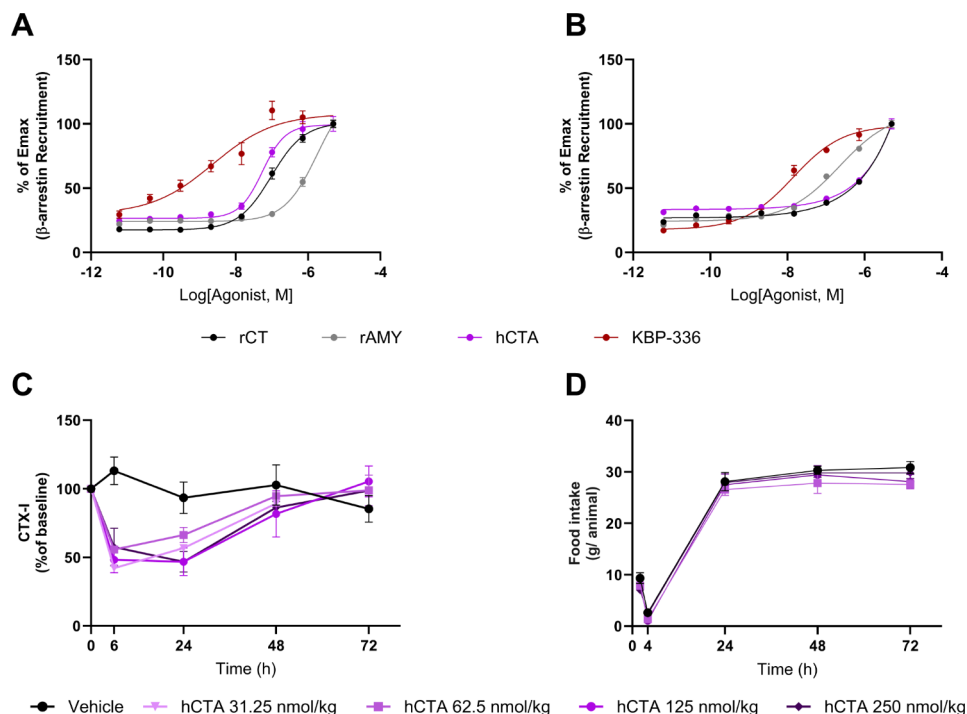 A
B
150
100
50
0
% of Emax
(β-arrestin Recruitment)
-12
-10
-8
-6
-4
Log[Agonist, M]
150
100
50
0
% of Emax
(β-arrestin Recruitment)
-12
-10
-8
-6
-4
Log[Agonist, M]
rCT
rAMY
hCTA
KBP-336
C
D
150
100
50
0
CTX-I
(%of baseline)
0
6
24
48
72
Time (h)
40
30
20
10
0
Food intake
(g/ animal)
0
4
24
48
72
Time (h)
Vehicle
hCTA 31.25 nmol/kg
hCTA 62.5 nmol/kg
hCTA 125 nmol/kg
hCTA 250 nmol/kg